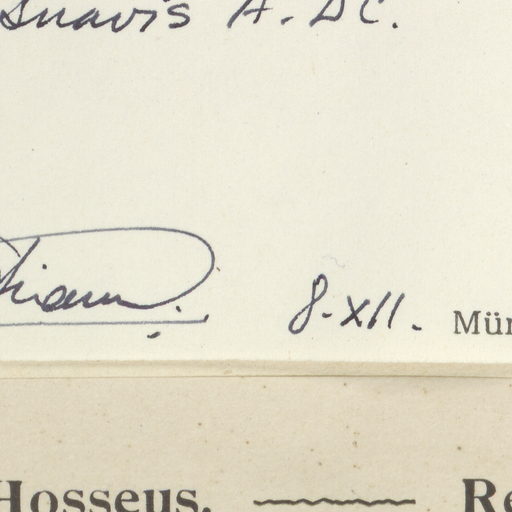 suavis A. DC.
8-XII. Mün
Hosseus. Re